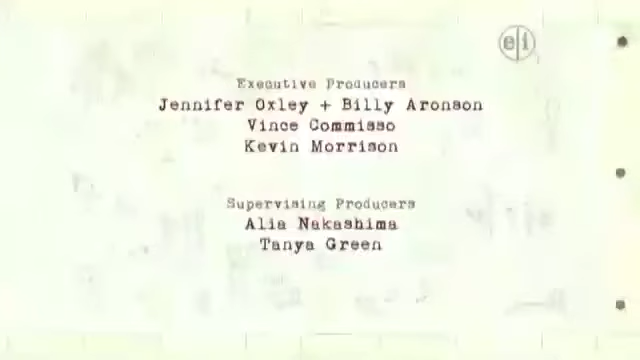 e|i
Executive Producers
Jennifer Oxley + Billy Aronson
Vince Commisso
Kevin Morrison
Supervising Producers
Alia Nakashima
Tanya Green